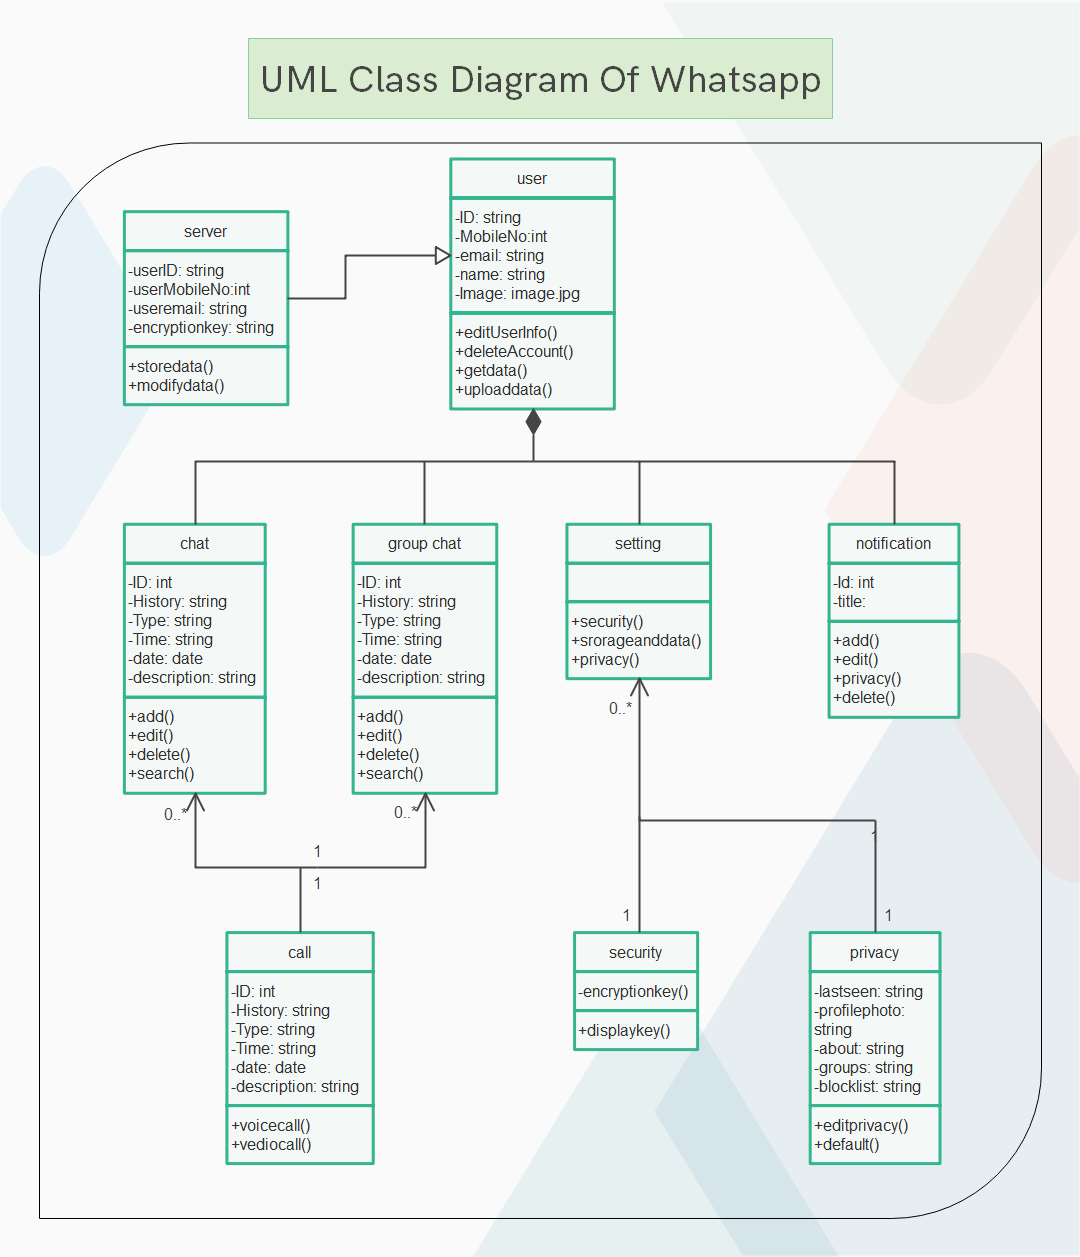 UML Class Diagram Of Whatsapp
user
-ID: string
-MobileNo:int
-email: string
-name: string
-Image: image.jpg
+editUserInfo()
+deleteAccount()
+getdata()
+uploaddata()
server
-userID: string
-userMobileNo:int
-useremail: string
-encryptionkey: string
+storedata()
+modifydata()
chat
-ID: int
-History: string
-Type: string
-Time: string
-date: date
-description: string
+add()
+edit()
+delete()
+search()
group chat
-ID: int
-History: string
-Type: string
-Time: string
-date: date
-description: string
+add()
+edit()
+delete()
+search()
setting
+security()
+srorageanddata()
+privacy()
notification
-Id: int
-title:
+add()
+edit()
+privacy()
+delete()
0..*
0..*
0..*
1
1
1
1
1
call
-ID: int
-History: string
-Type: string
-Time: string
-date: date
-description: string
+voicecall()
+vediocall()
security
-encryptionkey()
+displaykey()
privacy
-lastseen: string
-profilephoto:
string
-about: string
-groups: string
-blocklist: string
+editprivacy()
+default()